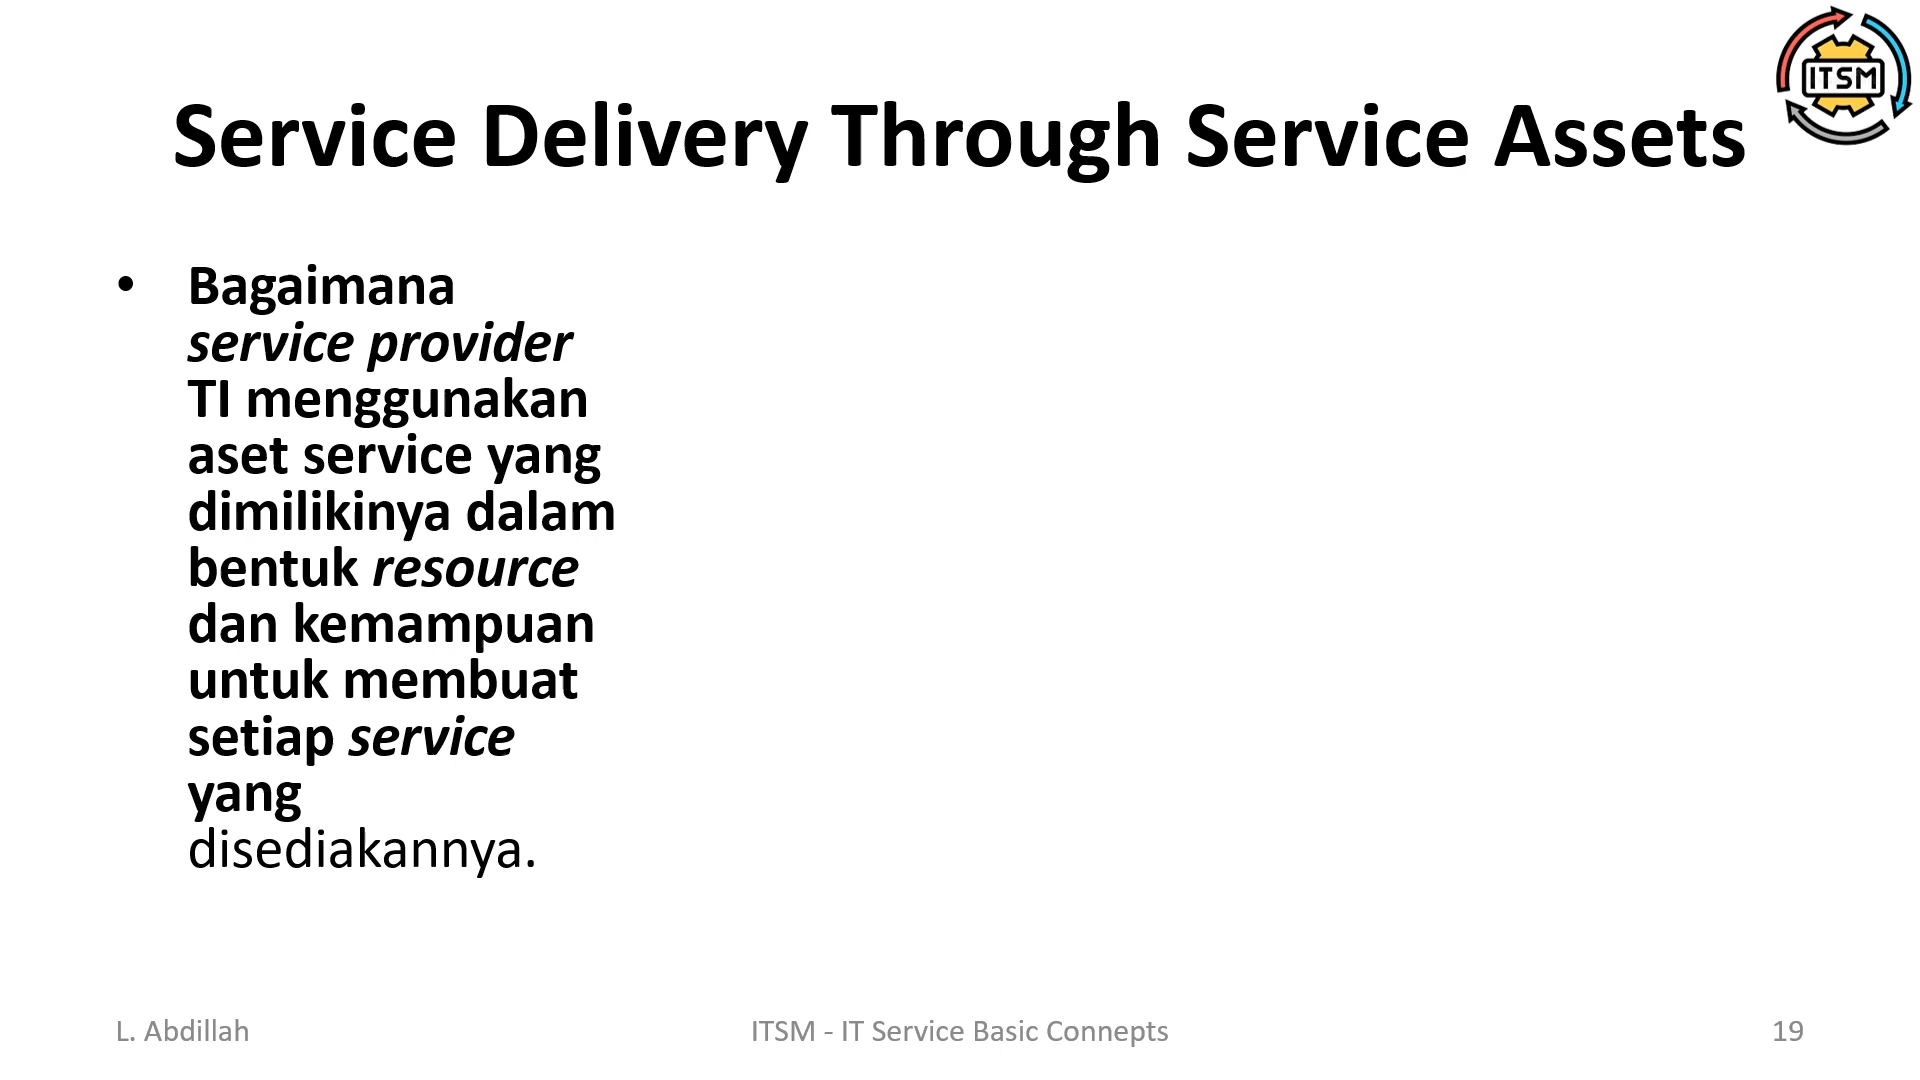 ITSM
Service Delivery Through Service Assets
• Bagaimana
service provider
TI menggunakan
aset service yang
dimilikinya dalam
bentuk resource
dan kemampuan
untuk membuat
setiap service
yang
disediakannya.
L. Abdillah
ITSM - IT Service Basic Connepts
19